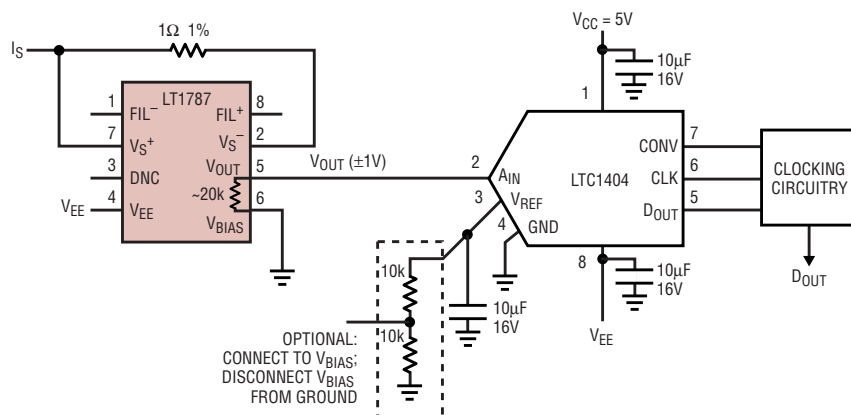 I_S
1Ω 1%
LT1787
1
FIL⁻
FIL⁺
8
7
V_S⁺
V_S⁻
2
3
DNC
V_OUT
5
~20k
V_EE
4
V_EE
V_BIAS
6
V_OUT (±1V)
V_CC = 5V
10µF
16V
1
2
A_IN
3
V_REF
4
GND
LTC1404
CONV
7
CLK
6
D_OUT
5
CLOCKING
CIRCUITRY
D_OUT
8
10µF
16V
V_EE
10k
10k
10µF
16V
OPTIONAL:
CONNECT TO V_BIAS;
DISCONNECT V_BIAS
FROM GROUND